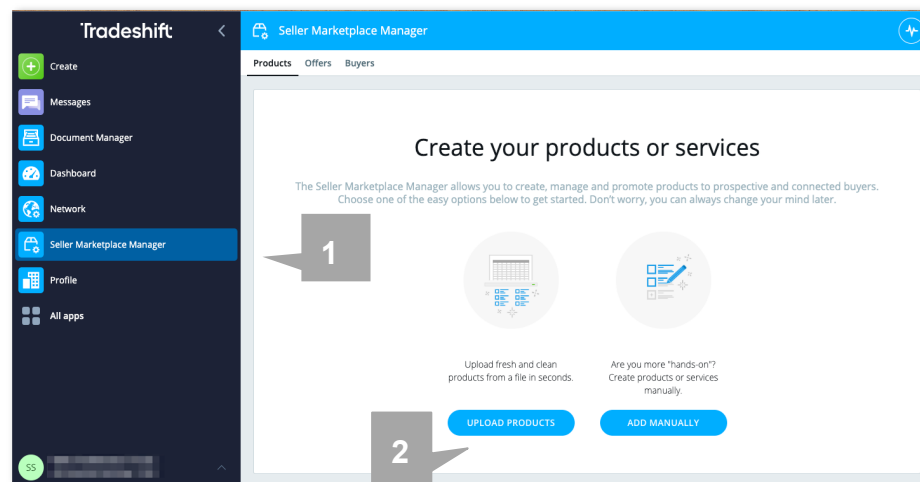 Tradeshift
Seller Marketplace Manager
Create
Messages
Document Manager
Dashboard
Network
Seller Marketplace Manager
Profile
All apps
SS
Products Offers Buyers
Create your products or services
The Seller Marketplace Manager allows you to create, manage and promote products to prospective and connected buyers.
Choose one of the easy options below to get started. Don't worry, you can always change your mind later.
1
Upload fresh and clean
products from a file in seconds.
UPLOAD PRODUCTS
Are you more "hands-on"?
Create products or services
manually.
ADD MANUALLY
2